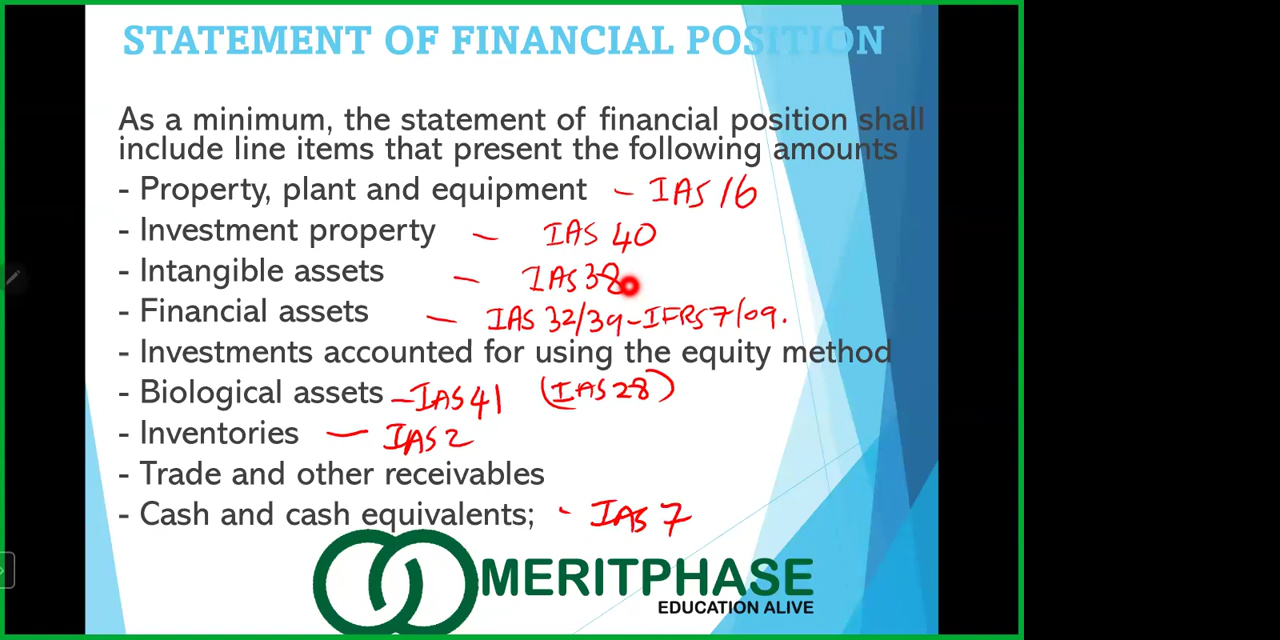 STATEMENT OF FINANCIAL POSITION
As a minimum, the statement of financial position shall
include line items that present the following amounts
- Property, plant and equipment - IAS 16
- Investment property - IAS 40
- Intangible assets - IAS 38
- Financial assets - IAS 32/39-IFRS 7/09.
- Investments accounted for using the equity method
- Biological assets - IAS 41 (IAS 28)
- Inventories - IAS 2
- Trade and other receivables
- Cash and cash equivalents; - IAS 7
MERITPHASE
EDUCATION ALIVE